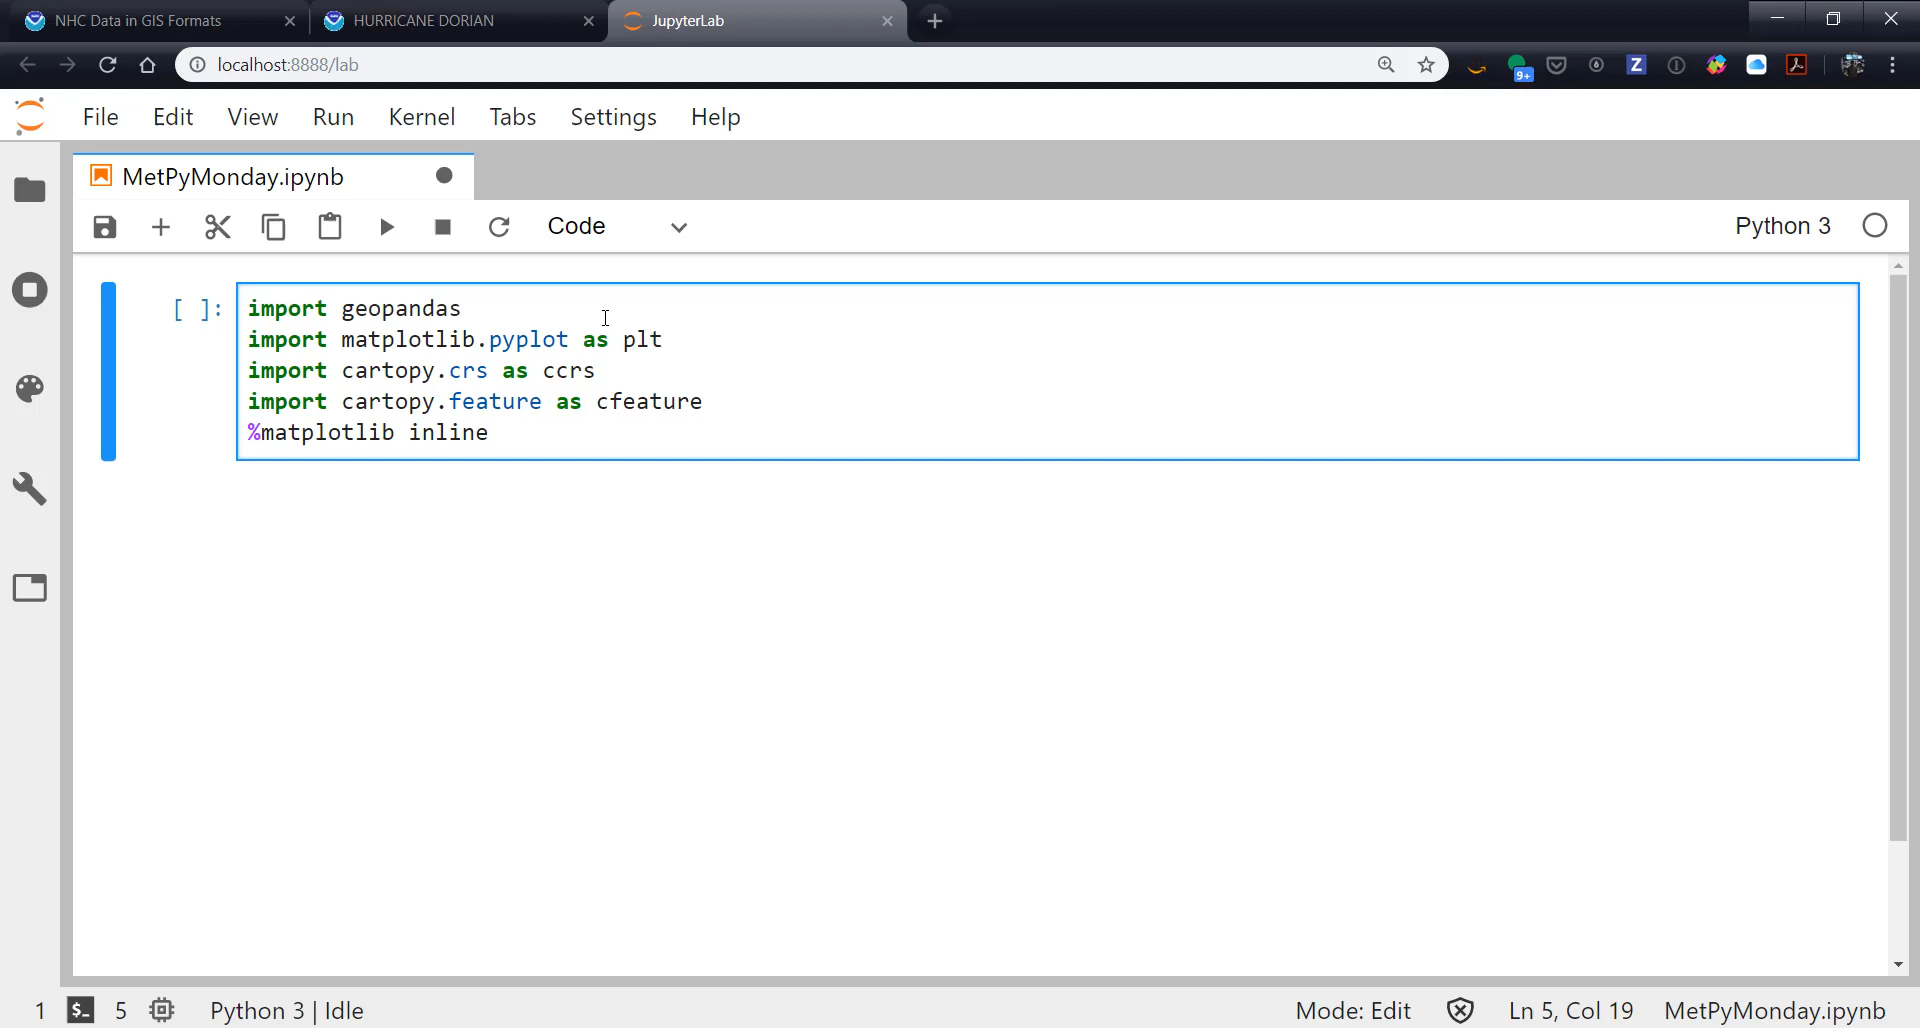 NHC Data in GIS Formats
HURRICANE DORIAN
JupyterLab
localhost:8888/lab
9+
Z
File Edit View Run Kernel Tabs Settings Help
MetPyMonday.ipynb
Code
Python 3
[ ]:
import geopandas
import matplotlib.pyplot as plt
import cartopy.crs as ccrs
import cartopy.feature as cfeature
%matplotlib inline
1 $_ 5 Python 3 | Idle Mode: Edit Ln 5, Col 19 MetPyMonday.ipynb